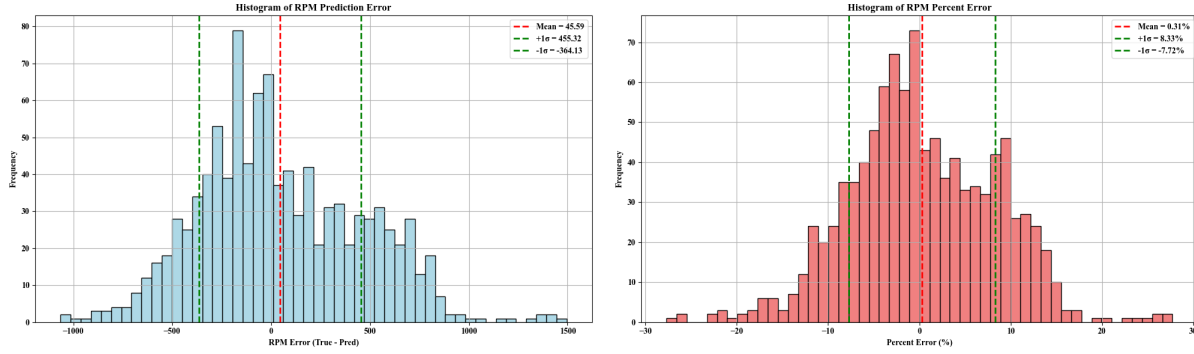 Histogram of RPM Prediction Error
Mean = 45.59
+1σ = 455.32
-1σ = -364.13
80
70
60
50
40
30
20
10
0
Frequency
-1000
-500
0
500
1000
1500
RPM Error (True - Pred)
Histogram of RPM Percent Error
Mean = 0.31%
+1σ = 8.33%
-1σ = -7.72%
70
60
50
40
30
20
10
0
Frequency
-30
-20
-10
0
10
20
30
Percent Error (%)